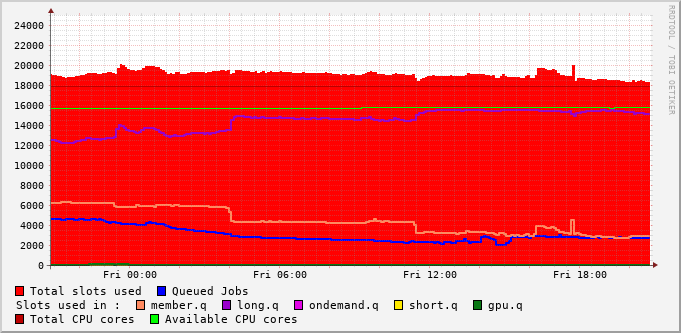 24000
22000
20000
18000
16000
14000
12000
10000
8000
6000
4000
2000
0
Fri 00:00 Fri 06:00 Fri 12:00 Fri 18:00
RRDTOOL / TOBI OETIKER
Total slots used Queued Jobs
Slots used in : member.q long.q ondemand.q short.q gpu.q
Total CPU cores Available CPU cores